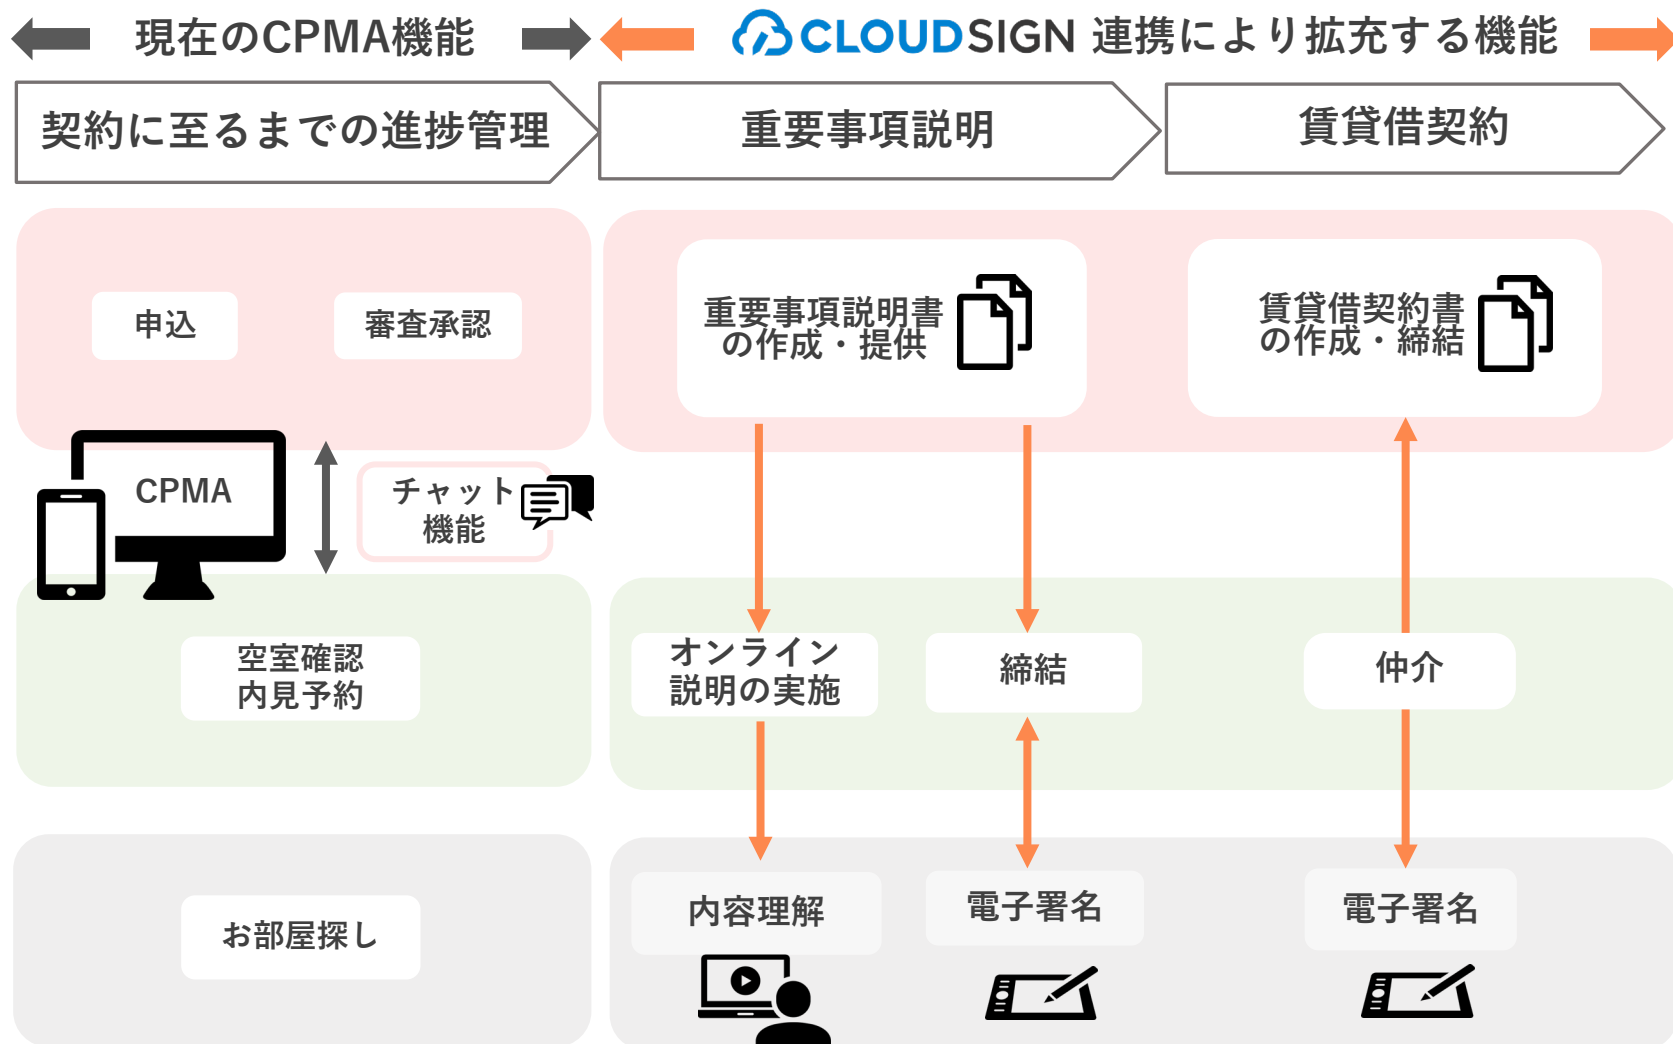 現在のCPMA機能
CLOUDSIGN 連携により拡充する機能
契約に至るまでの進捗管理
重要事項説明
賃貸借契約
申込
審査承認
重要事項説明書
の作成・提供
賃貸借契約書
の作成・締結
CPMA
チャット
機能
空室確認
内見予約
オンライン
説明の実施
締結
仲介
お部屋探し
内容理解
電子署名
電子署名